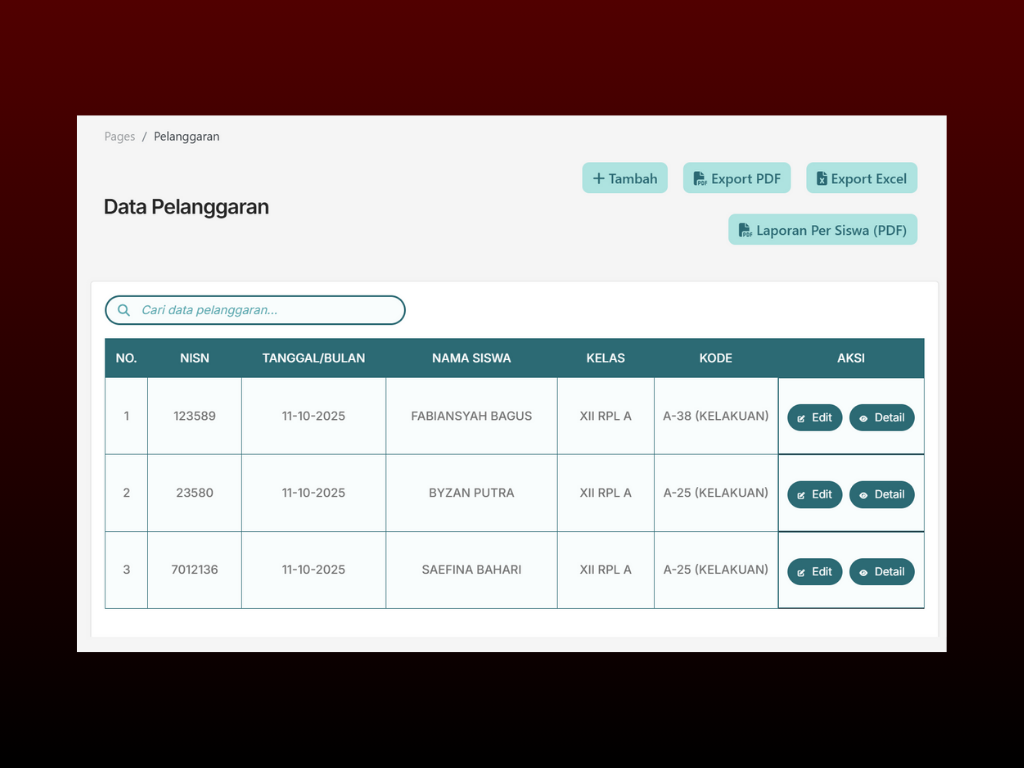 Pages / Pelanggaran
Tambah Export PDF Export Excel
Data Pelanggaran
Laporan Per Siswa (PDF)
Cari data pelanggaran...
NO. NISN TANGGAL/BULAN NAMA SISWA KELAS KODE AKSI
1 123589 11-10-2025 FABIANSYAH BAGUS XII RPL A A-38 (KELAKUAN) Edit Detail
2 23580 11-10-2025 BYZAN PUTRA XII RPL A A-25 (KELAKUAN) Edit Detail
3 7012136 11-10-2025 SAEFINA BAHARI XII RPL A A-25 (KELAKUAN) Edit Detail